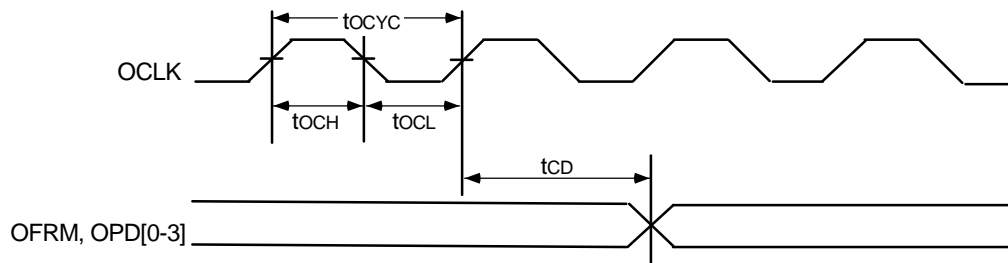 tOCYC
OCLK
tOCH
tOCL
tCD
OFRM, OPD[0-3]